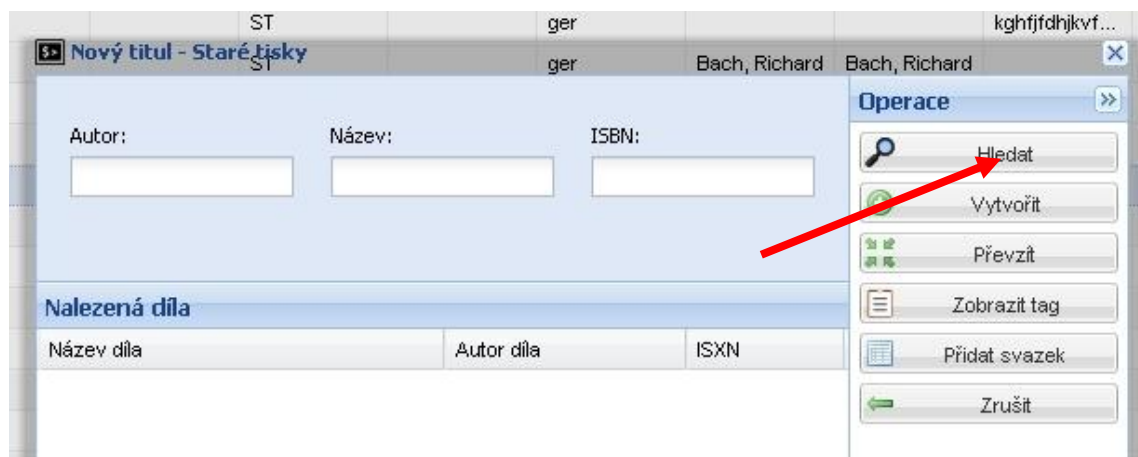 ST ger kghfjfdhjkvf...
Nový titul - Staré tisky
ST ger Bach, Richard Bach, Richard
Operace
Autor: Název: ISBN:
Hledat
Vytvořit
Převzít
Nalezená díla
Zobrazit tag
Název díla Autor díla ISXN
Přidat svazek
Zrušit